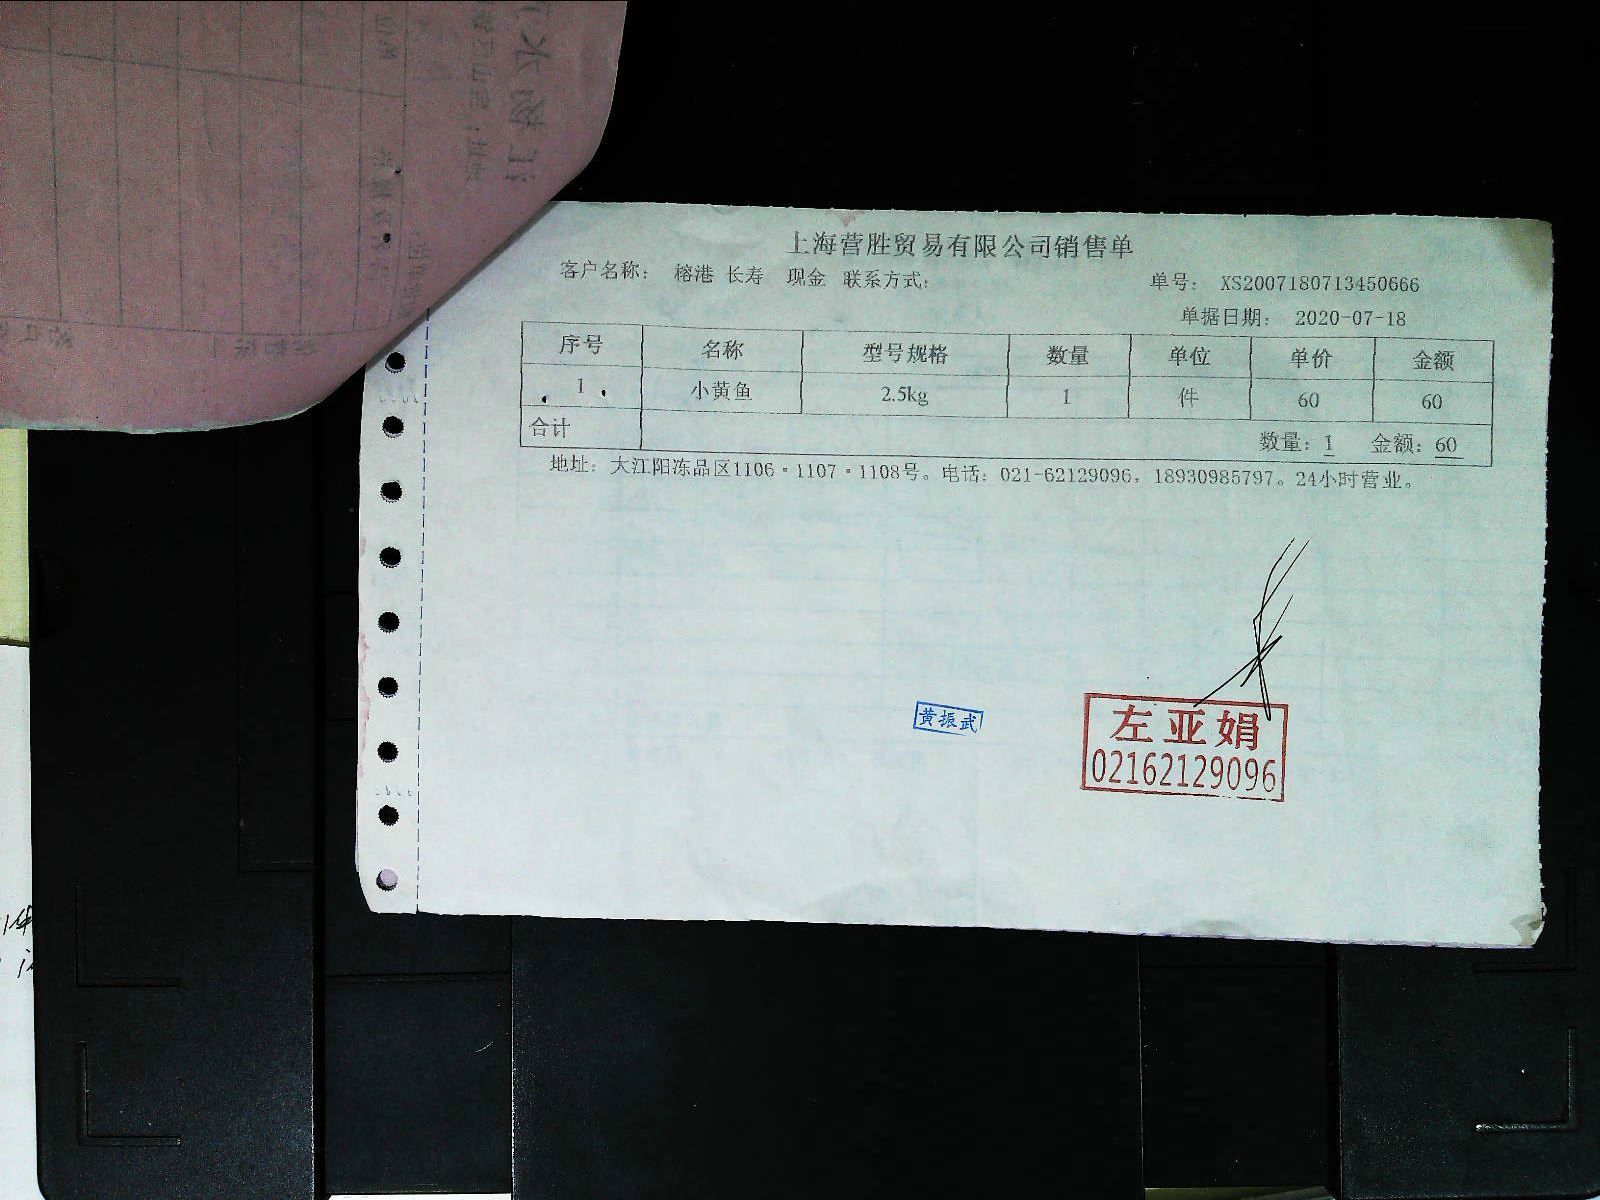 上海营胜贸易有限公司销售单
客户名称： 榕港 长寿 现金 联系方式： 单号： XS2007180713450666
单据日期： 2020-07-18
序号 名称 型号规格 数量 单位 单价 金额
1 小黄鱼 2.5kg 1 件 60 60
合计 数量：1 金额：60
地址：大江阳冻品区1106·1107·1108号。电话：021-62129096，18930985797。24小时营业。
黄振武
左亚娟
02162129096